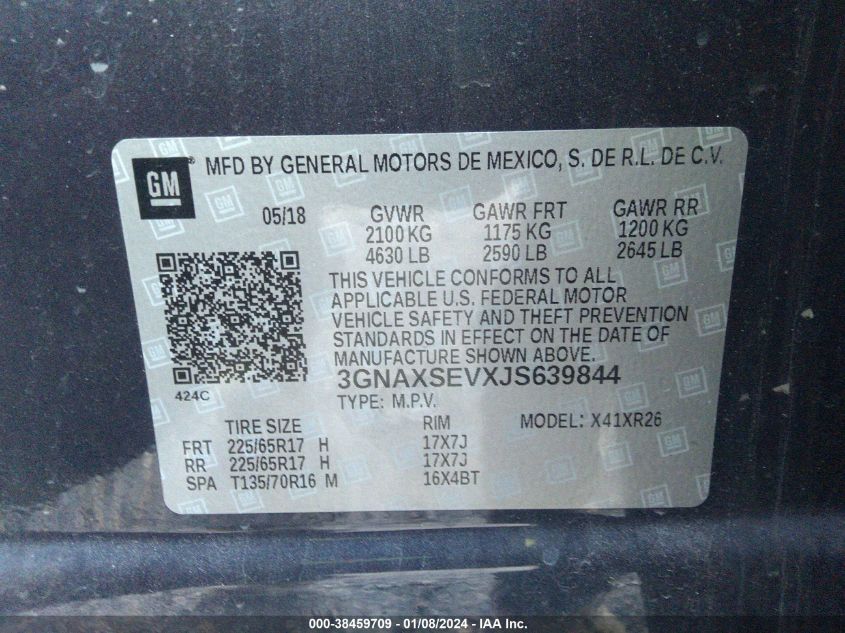 GM ® MFD BY GENERAL MOTORS DE MEXICO, S. DE R.L. DE C.V.
05/18 GVWR GAWR FRT GAWR RR
2100 KG 1175 KG 1200 KG
4630 LB 2590 LB 2645 LB
THIS VEHICLE CONFORMS TO ALL
APPLICABLE U.S. FEDERAL MOTOR
VEHICLE SAFETY AND THEFT PREVENTION
STANDARDS IN EFFECT ON THE DATE OF
MANUFACTURE SHOWN ABOVE.
3GNAXSEVXJS639844
424C
TYPE: M.P.V.
TIRE SIZE RIM MODEL: X41XR26
FRT 225/65R17 H 17X7J
RR 225/65R17 H 17X7J
SPA T135/70R16 M 16X4BT
000-38459709 - 01/08/2024 - IAA Inc.